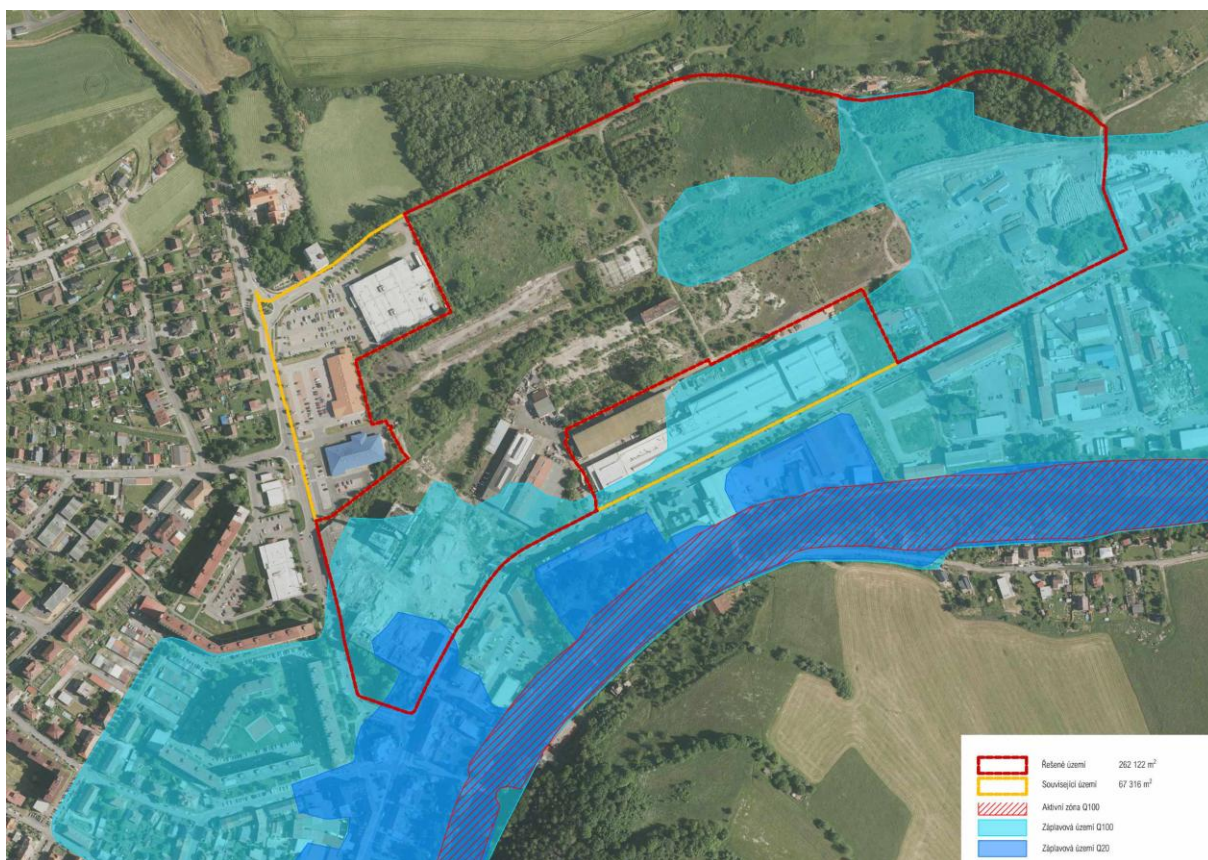 Řešené území 262 122 m²
Související území 67 316 m²
Aktivní zóna Q100
Záplavová území Q100
Záplavová území Q20